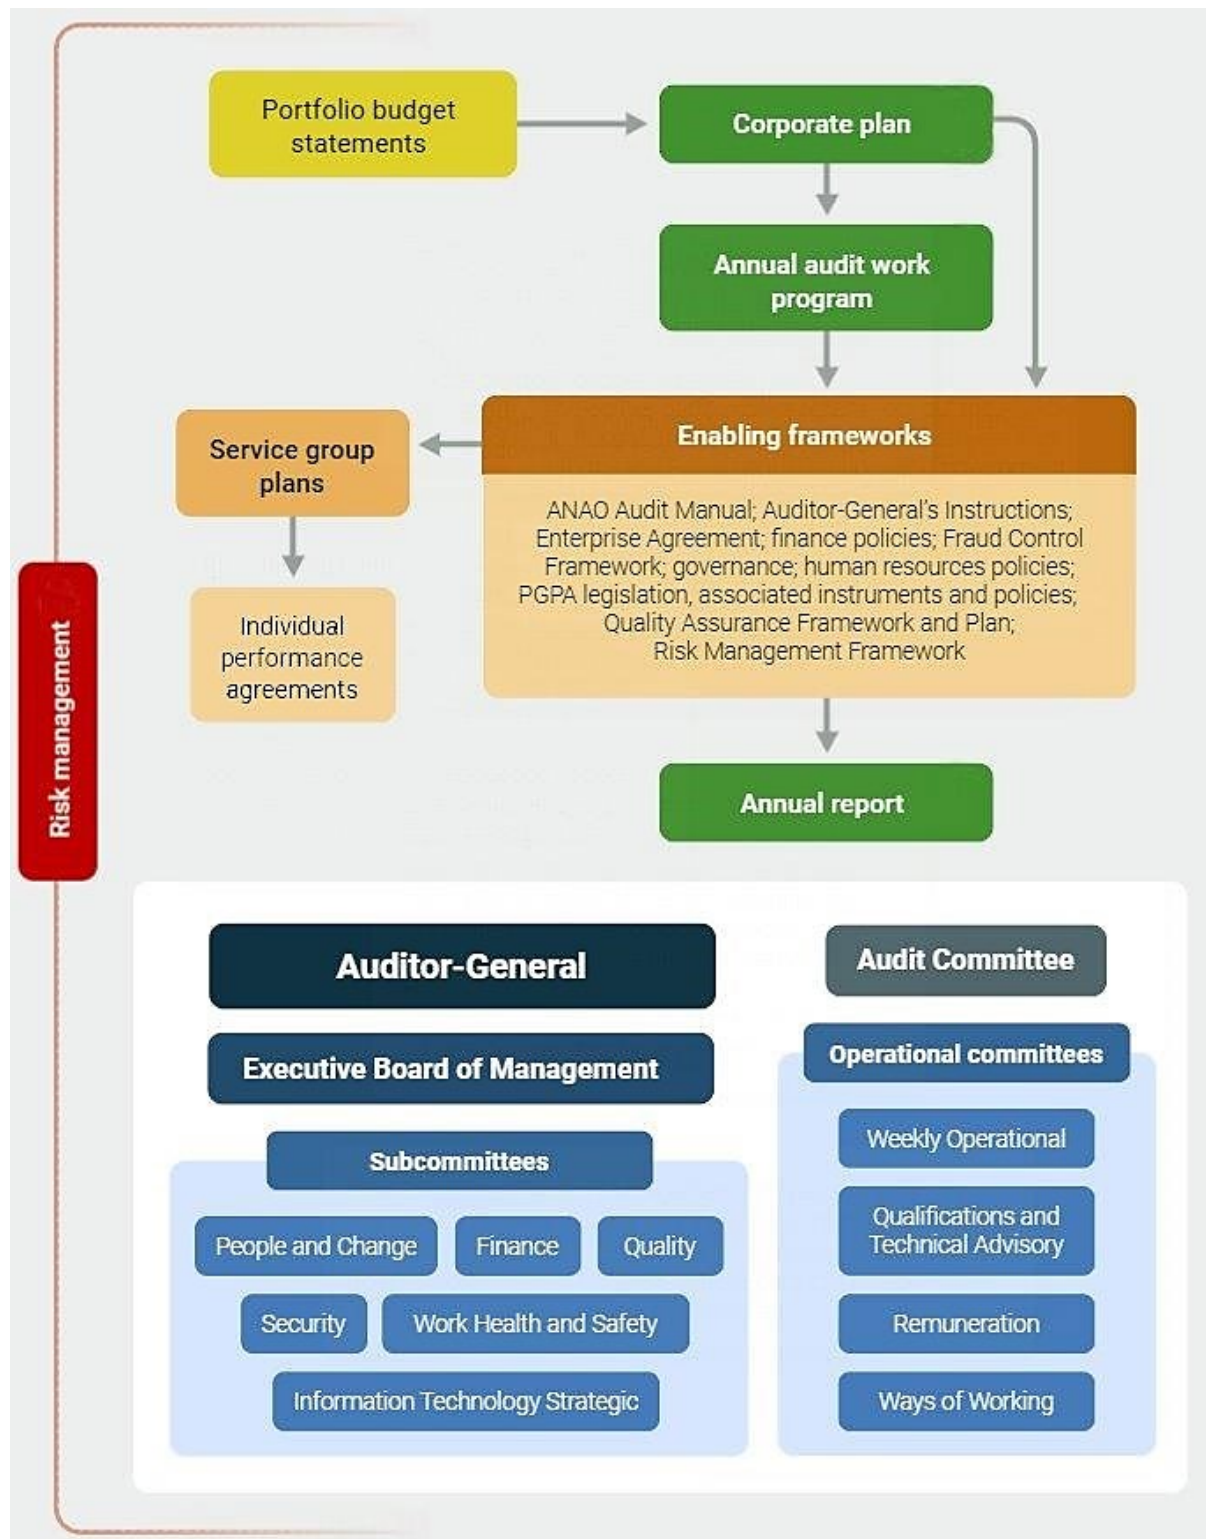 Portfolio budget
statements
Corporate plan
Annual audit work
program
Service group
plans
Enabling frameworks
ANAO Audit Manual; Auditor-General's Instructions;
Enterprise Agreement; finance policies; Fraud Control
Framework; governance; human resources policies;
PGPA legislation, associated instruments and policies;
Quality Assurance Framework and Plan;
Risk Management Framework
Individual
performance
agreements
Risk management
Annual report
Auditor-General
Executive Board of Management
Subcommittees
People and Change
Finance
Quality
Security
Work Health and Safety
Information Technology Strategic
Audit Committee
Operational committees
Weekly Operational
Qualifications and
Technical Advisory
Remuneration
Ways of Working